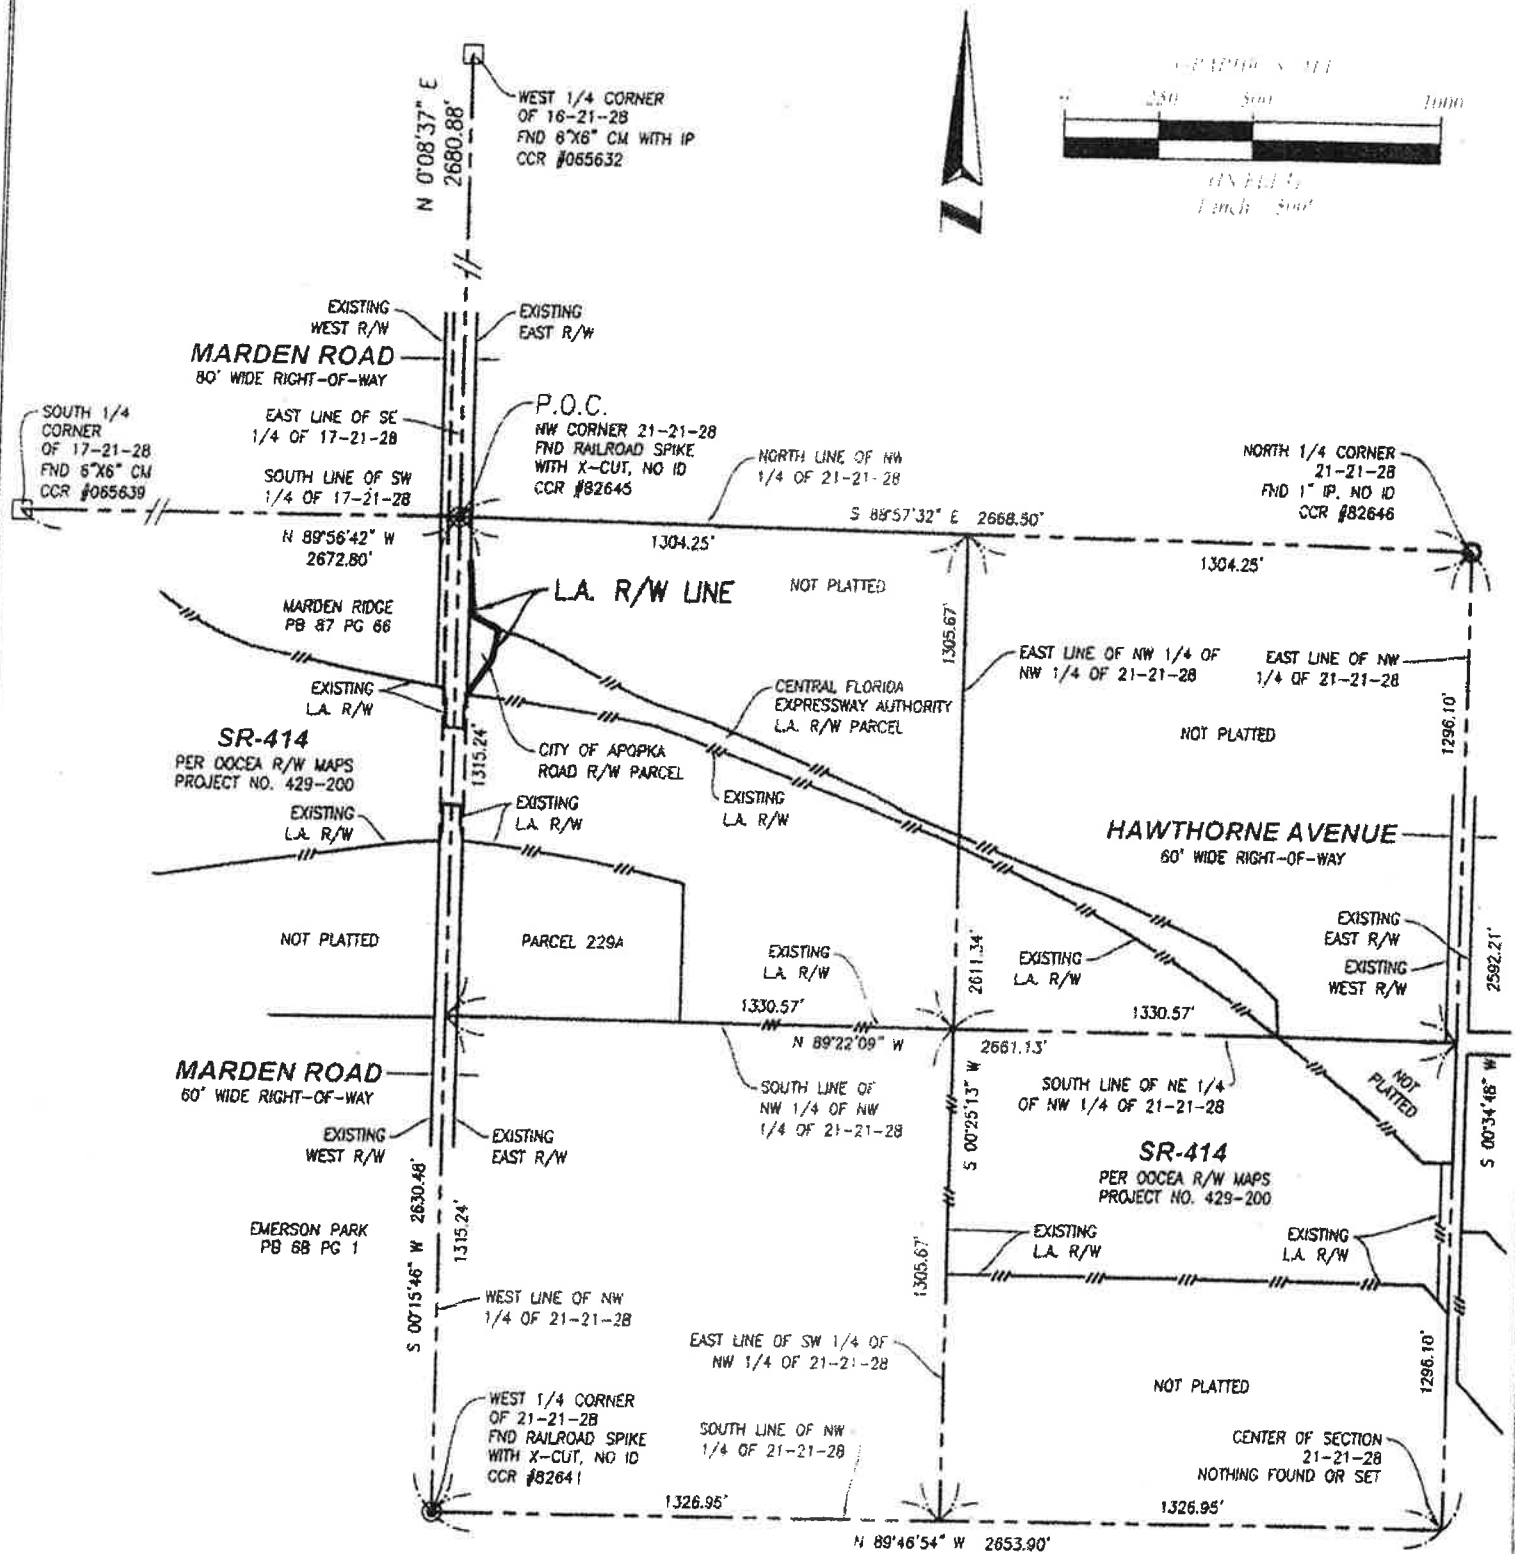 N 0°08'37" E
2680.88'
WEST 1/4 CORNER
OF 16-21-28
FND 6"X6" CM WITH IP
CCR #065632
GRAPHIC SCALE
0 250 500 1000
(IN FEET)
1 inch 500'
EXISTING
WEST R/W
EXISTING
EAST R/W
MARDEN ROAD
80' WIDE RIGHT-OF-WAY
SOUTH 1/4
CORNER
OF 17-21-28
FND 6"X6" CM
CCR #065639
EAST LINE OF SE
1/4 OF 17-21-28
SOUTH LINE OF SW
1/4 OF 17-21-28
P.O.C.
NW CORNER 21-21-28
FND RAILROAD SPIKE
WITH X-CUT, NO ID
CCR #82645
NORTH LINE OF NW
1/4 OF 21-21-28
NORTH 1/4 CORNER
21-21-28
FND 1" IP, NO ID
CCR #82646
S 88°57'32" E 2668.50'
N 89°56'42" W
2672.80'
1304.25'
1304.25'
L.A. R/W LINE
NOT PLATTED
MARDEN RIDGE
PB 87 PG 66
1305.67'
EAST LINE OF NW 1/4 OF
NW 1/4 OF 21-21-28
EAST LINE OF NW
1/4 OF 21-21-28
EXISTING
L.A. R/W
CENTRAL FLORIDA
EXPRESSWAY AUTHORITY
L.A. R/W PARCEL
NOT PLATTED
1296.10'
SR-414
PER OOCEA R/W MAPS
PROJECT NO. 429-200
1315.24'
CITY OF APOPKA
ROAD R/W PARCEL
EXISTING
L.A. R/W
EXISTING
L.A. R/W
EXISTING
L.A. R/W
HAWTHORNE AVENUE
60' WIDE RIGHT-OF-WAY
NOT PLATTED
PARCEL 229A
EXISTING
L.A. R/W
2611.34'
EXISTING
L.A. R/W
EXISTING
EAST R/W
EXISTING
WEST R/W
2592.21'
1330.57'
1330.57'
N 89°22'09" W
2661.13'
MARDEN ROAD
60' WIDE RIGHT-OF-WAY
SOUTH LINE OF
NW 1/4 OF NW
1/4 OF 21-21-28
S 00°25'13" W
SOUTH LINE OF NE 1/4
OF NW 1/4 OF 21-21-28
NOT
PLATTED
S 00°34'48" W
EXISTING
WEST R/W
EXISTING
EAST R/W
SR-414
PER OOCEA R/W MAPS
PROJECT NO. 429-200
EMERSON PARK
PB 68 PG 1
S 00°15'46" W 2630.48'
1315.24'
1305.67'
EXISTING
L.A. R/W
EXISTING
L.A. R/W
WEST LINE OF NW
1/4 OF 21-21-28
EAST LINE OF SW 1/4 OF
NW 1/4 OF 21-21-28
NOT PLATTED
1296.10'
WEST 1/4 CORNER
OF 21-21-28
FND RAILROAD SPIKE
WITH X-CUT, NO ID
CCR #82641
SOUTH LINE OF NW
1/4 OF 21-21-28
CENTER OF SECTION
21-21-28
NOTHING FOUND OR SET
1326.95'
1326.95'
N 89°46'54" W 2653.90'